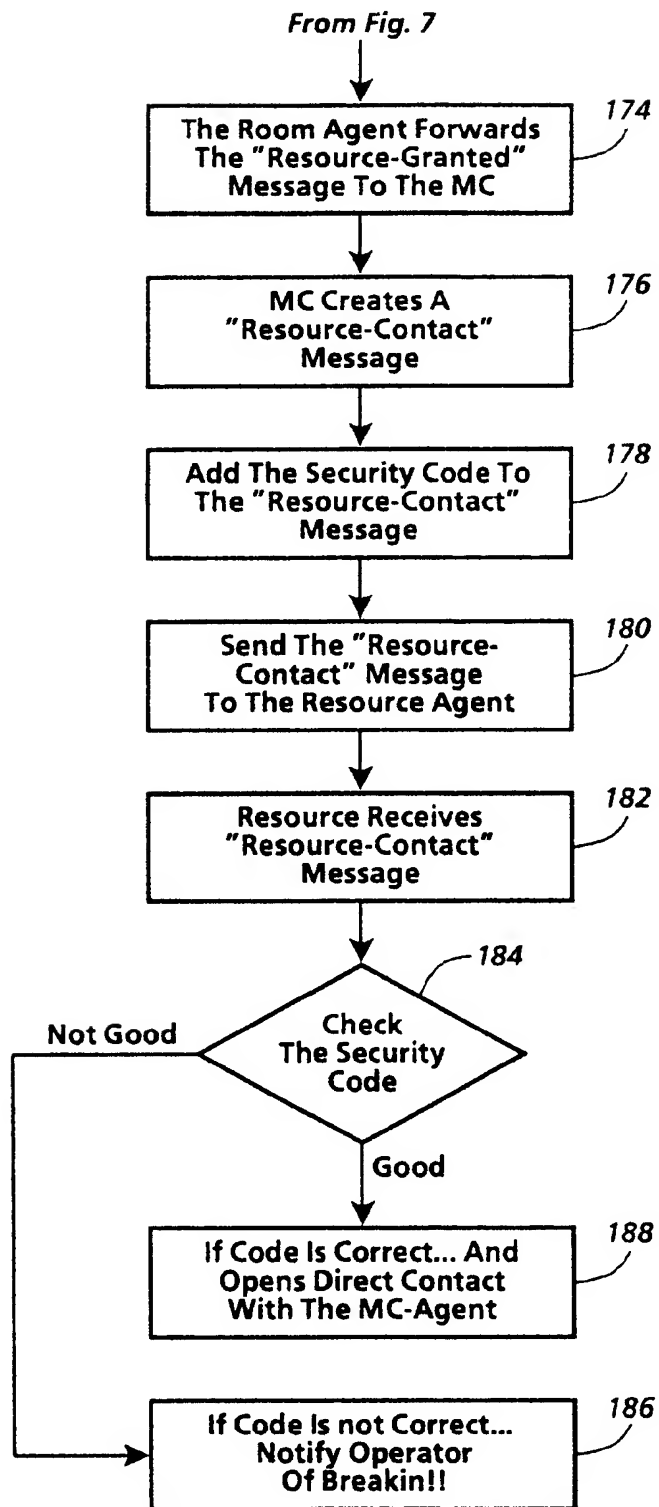 From Fig. 7
174
The Room Agent Forwards
The "Resource-Granted"
Message To The MC
176
MC Creates A
"Resource-Contact"
Message
178
Add The Security Code To
The "Resource-Contact"
Message
180
Send The "Resource-
Contact" Message
To The Resource Agent
182
Resource Receives
"Resource-Contact"
Message
184
Not Good
Check
The Security
Code
Good
188
If Code Is Correct... And
Opens Direct Contact
With The MC-Agent
186
If Code Is not Correct...
Notify Operator
Of Breakin!!